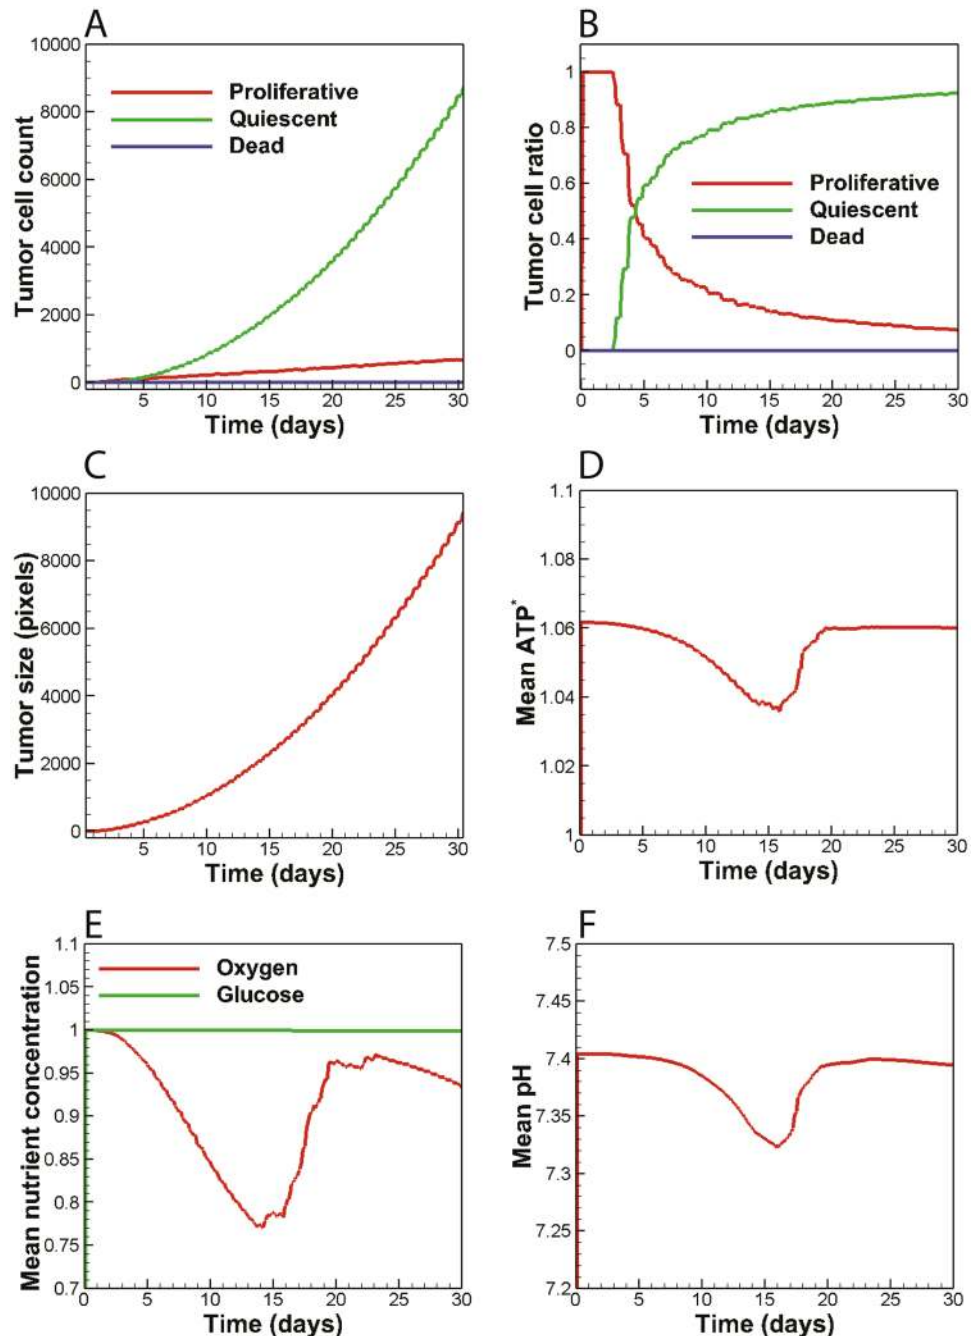 A
Tumor cell count
10000
8000
6000
4000
2000
0
Proliferative
Quiescent
Dead
5 10 15 20 25 30
Time (days)
B
Tumor cell ratio
1
0.8
0.6
0.4
0.2
0
Proliferative
Quiescent
Dead
0 5 10 15 20 25 30
Time (days)
C
Tumor size (pixels)
10000
8000
6000
4000
2000
0
5 10 15 20 25 30
Time (days)
D
Mean ATP*
1.1
1.08
1.06
1.04
1.02
1
0 5 10 15 20 25 30
Time (days)
E
Mean nutrient concentration
1.1
1.05
1
0.95
0.9
0.85
0.8
0.75
0.7
Oxygen
Glucose
0 5 10 15 20 25 30
Time (days)
F
Mean pH
7.5
7.45
7.4
7.35
7.3
7.25
7.2
0 5 10 15 20 25 30
Time (days)